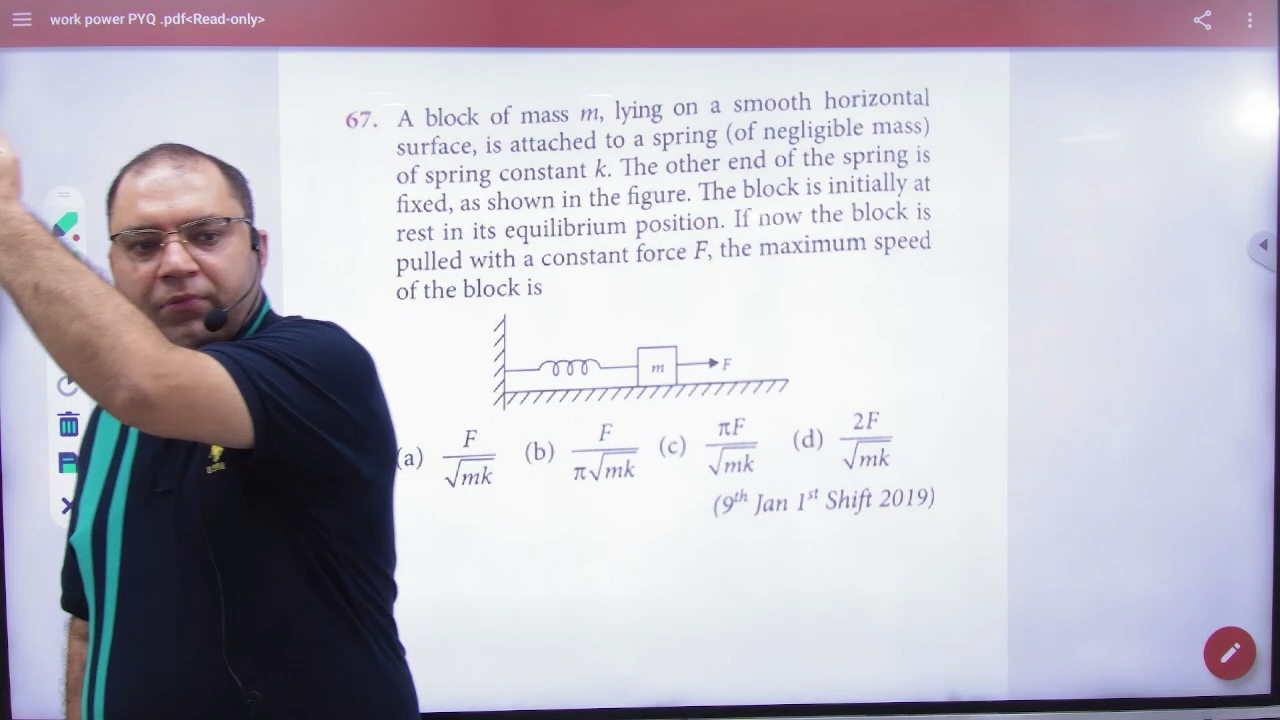 work power PYQ .pdf<Read-only>
67. A block of mass m, lying on a smooth horizontal
surface, is attached to a spring (of negligible mass)
of spring constant k. The other end of the spring is
fixed, as shown in the figure. The block is initially at
rest in its equilibrium position. If now the block is
pulled with a constant force F, the maximum speed
of the block is
m F
(a) F/√mk (b) F/π√mk (c) πF/√mk (d) 2F/√mk
(9th Jan 1st Shift 2019)